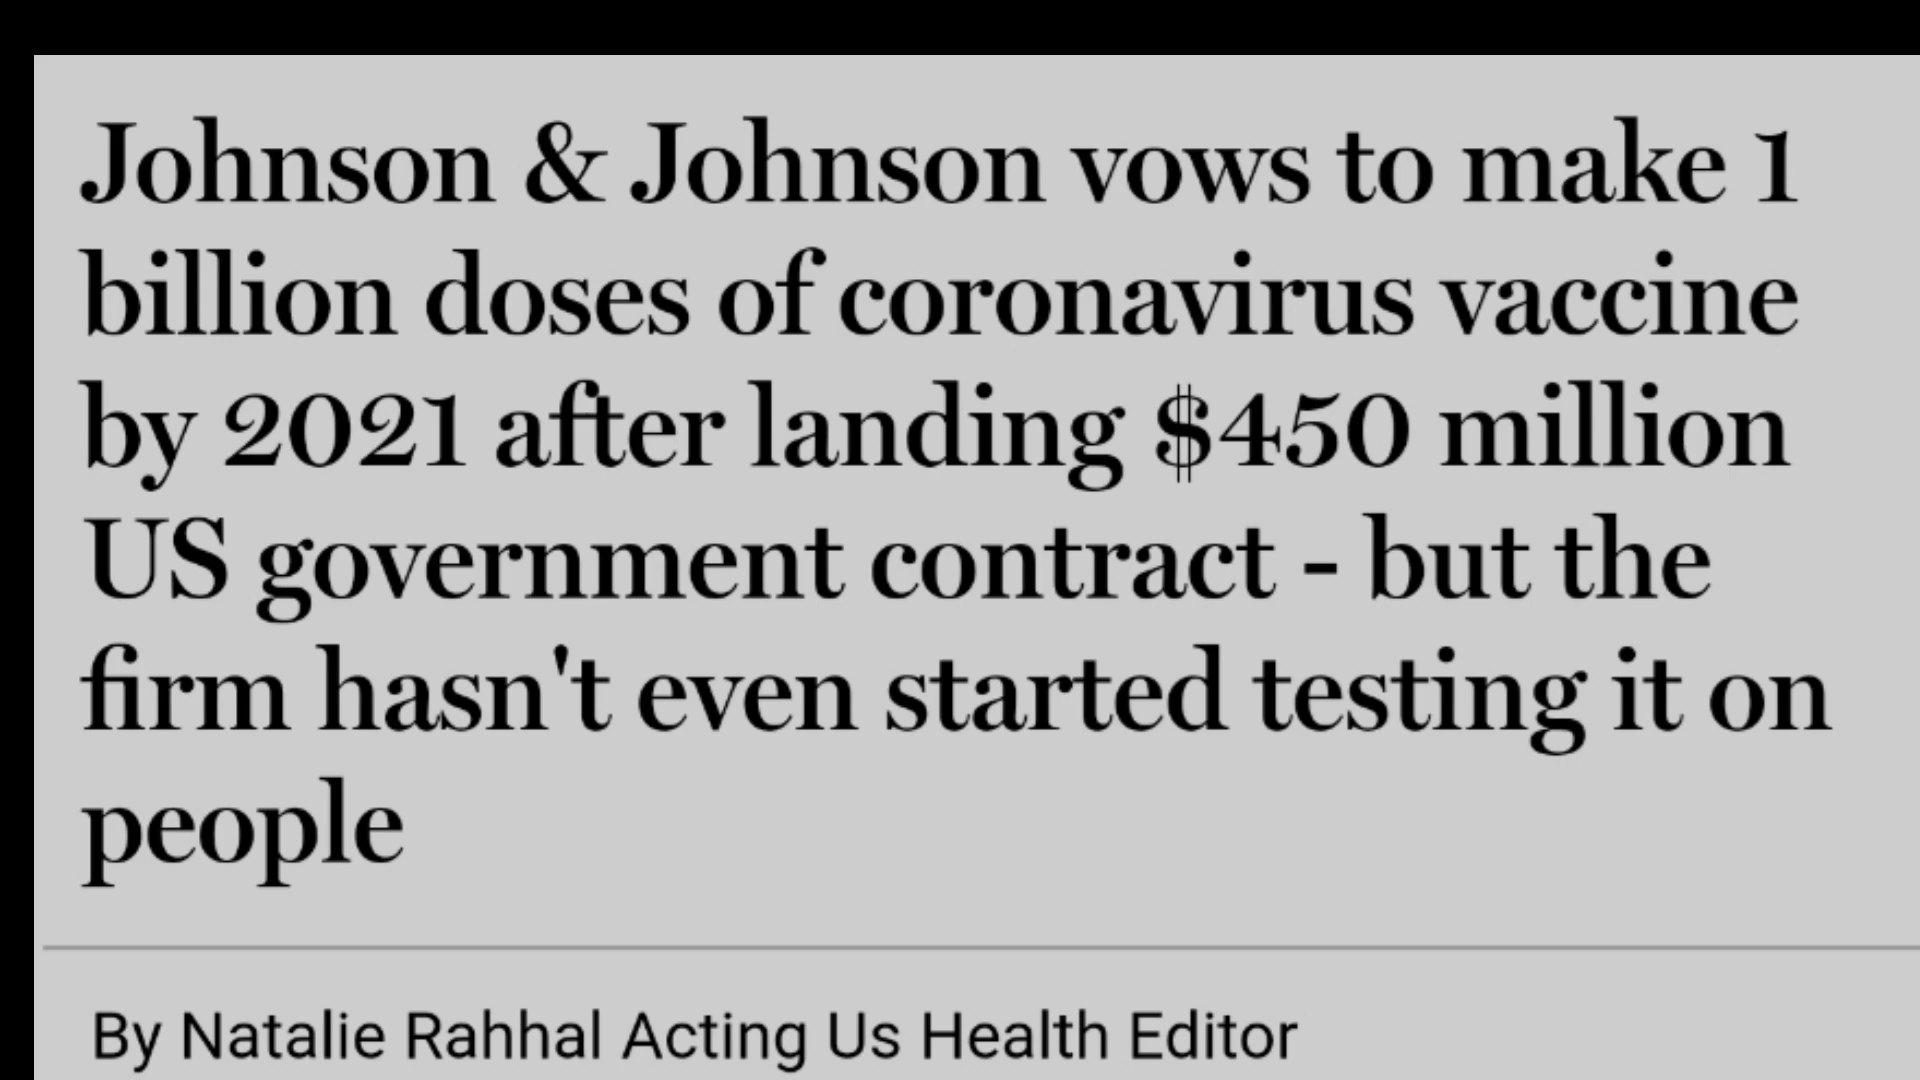 Johnson & Johnson vows to make 1
billion doses of coronavirus vaccine
by 2021 after landing $450 million
US government contract - but the
firm hasn't even started testing it on
people
By Natalie Rahhal Acting Us Health Editor